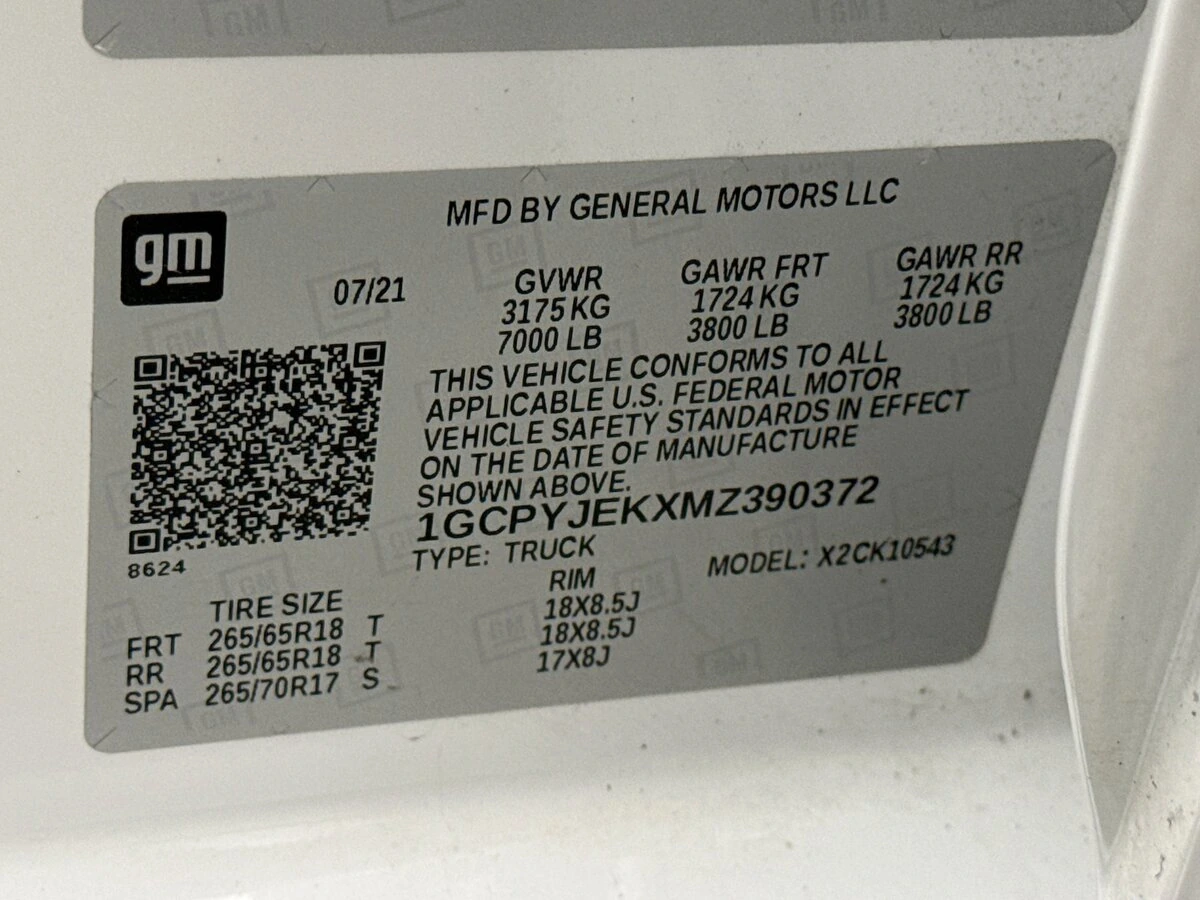 MFD BY GENERAL MOTORS LLC
gm
07/21 GVWR GAWR FRT GAWR RR
3175 KG 1724 KG 1724 KG
7000 LB 3800 LB 3800 LB
THIS VEHICLE CONFORMS TO ALL
APPLICABLE U.S. FEDERAL MOTOR
VEHICLE SAFETY STANDARDS IN EFFECT
ON THE DATE OF MANUFACTURE
SHOWN ABOVE.
1GCPYJEKXMZ390372
8624
TYPE: TRUCK MODEL: X2CK10543
TIRE SIZE RIM
FRT 265/65R18 T 18X8.5J
RR 265/65R18 T 18X8.5J
SPA 265/70R17 S 17X8J